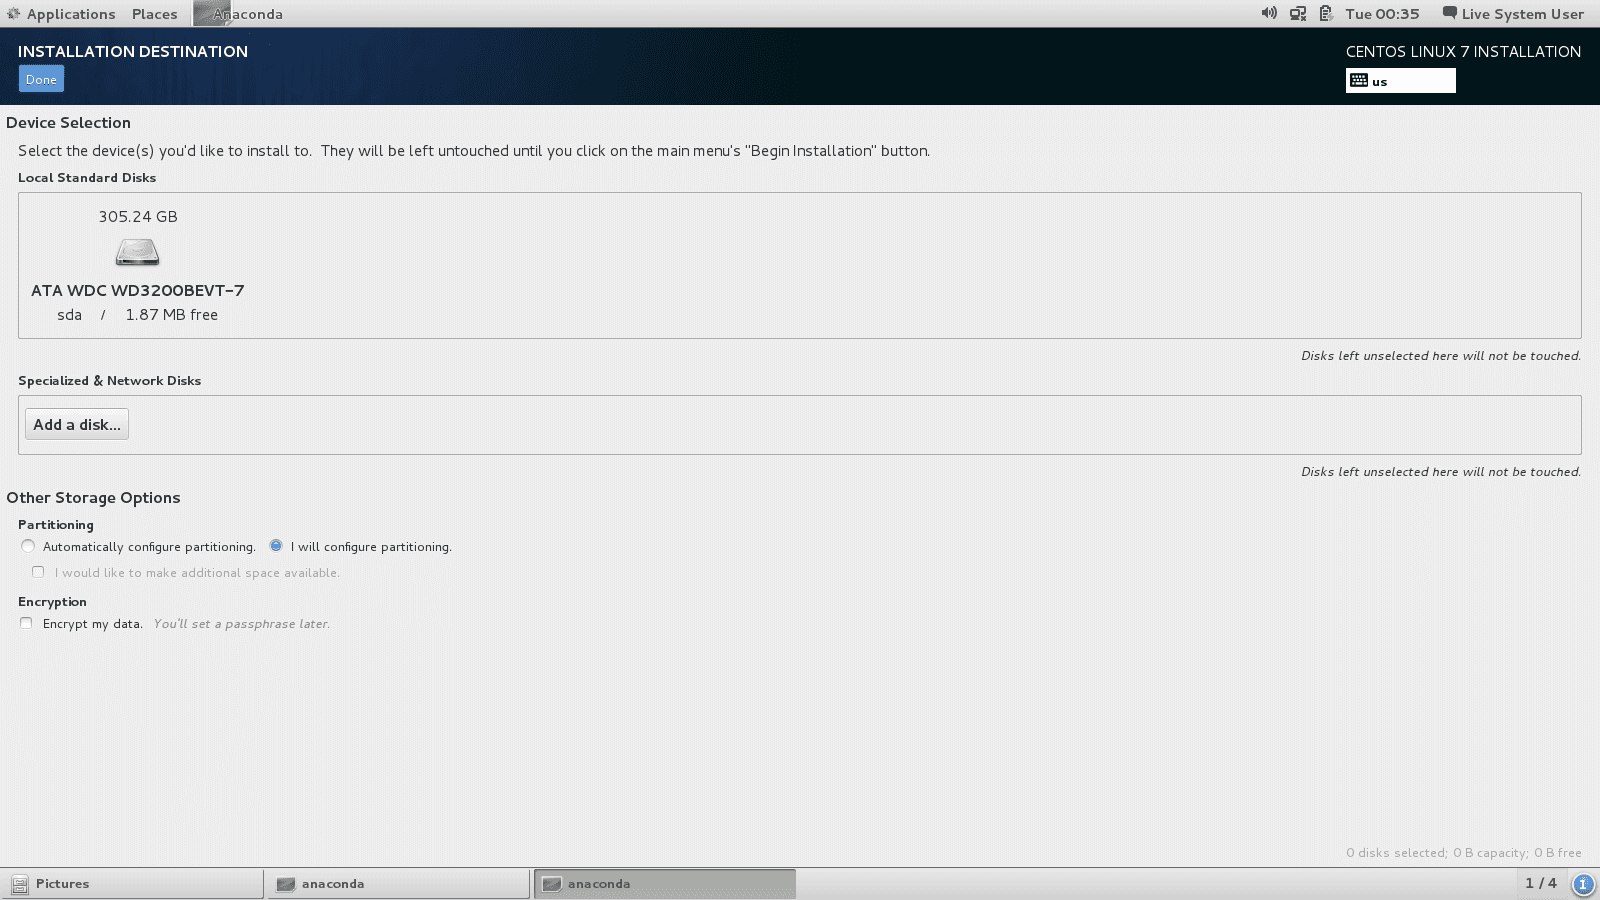 Applications Places Anaconda Tue 00:35 Live System User
INSTALLATION DESTINATION
CENTOS LINUX 7 INSTALLATION
Done
us
Device Selection
Select the device(s) you'd like to install to. They will be left untouched until you click on the main menu's "Begin Installation" button.
Local Standard Disks
305.24 GB
ATA WDC WD3200BEVT-7
sda / 1.87 MB free
Disks left unselected here will not be touched.
Specialized & Network Disks
Add a disk...
Disks left unselected here will not be touched.
Other Storage Options
Partitioning
Automatically configure partitioning. I will configure partitioning.
I would like to make additional space available.
Encryption
Encrypt my data. You'll set a passphrase later.
0 disks selected; 0 B capacity; 0 B free
Pictures anaconda anaconda 1 / 4